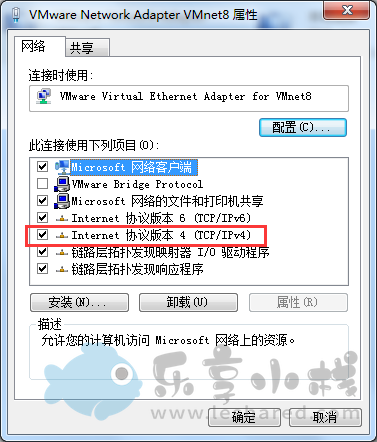 VMware Network Adapter VMnet8 属性
网络 共享
连接时使用:
VMware Virtual Ethernet Adapter for VMnet8
配置(C)...
此连接使用下列项目(O):
Microsoft 网络客户端
VMware Bridge Protocol
Microsoft 网络的文件和打印机共享
Internet 协议版本 6 (TCP/IPv6)
Internet 协议版本 4 (TCP/IPv4)
链路层拓扑发现映射器 I/O 驱动程序
链路层拓扑发现响应程序
安装(N)... 卸载(U) 属性(R)
描述
允许您的计算机访问 Microsoft 网络上的资源。
乐享小栈
www.leshared.com
确定 取消